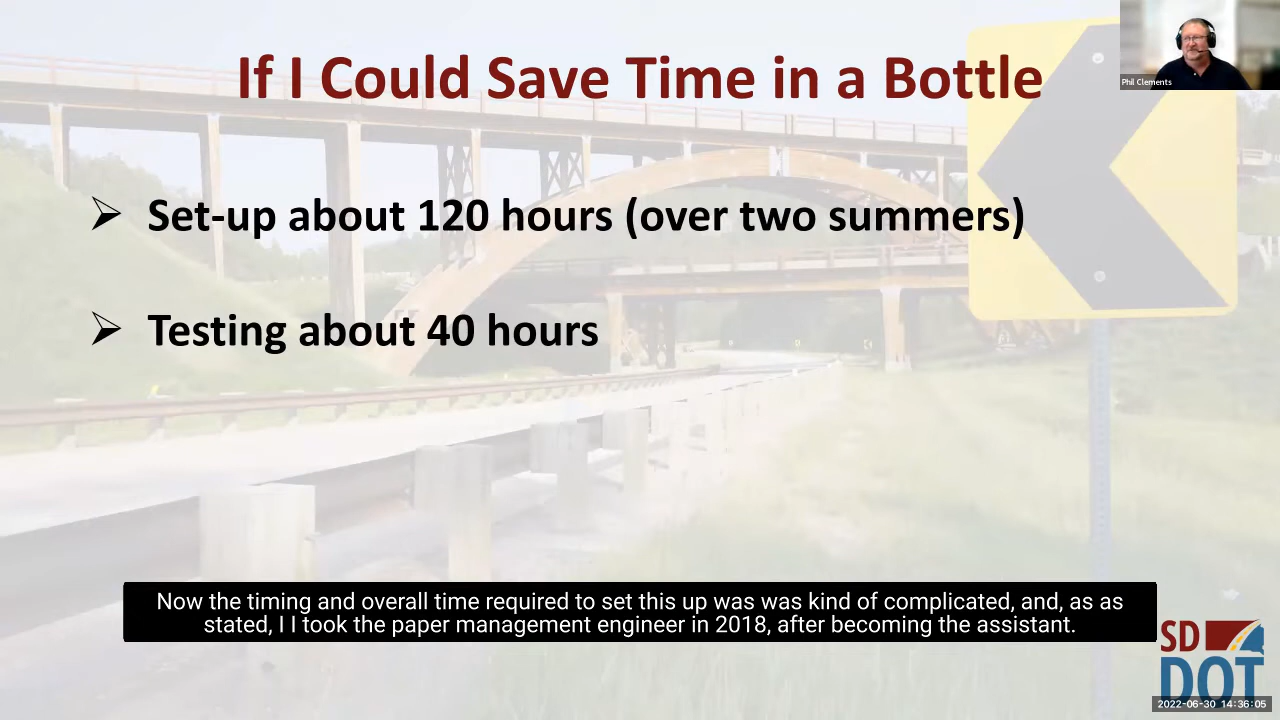 If I Could Save Time in a Bottle
Phil Clements
➢ Set-up about 120 hours (over two summers)
➢ Testing about 40 hours
Now the timing and overall time required to set this up was was kind of complicated, and, as as
stated, I I took the paper management engineer in 2018, after becoming the assistant.
SD
DOT
2022-06-30 14:36:05